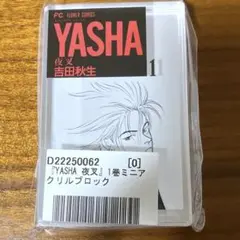 FC FLOWER COMICS
YASHA
夜叉
吉田秋生
1
D22250062 [0]
『YASHA 夜叉』1巻ミニア
クリルブロック